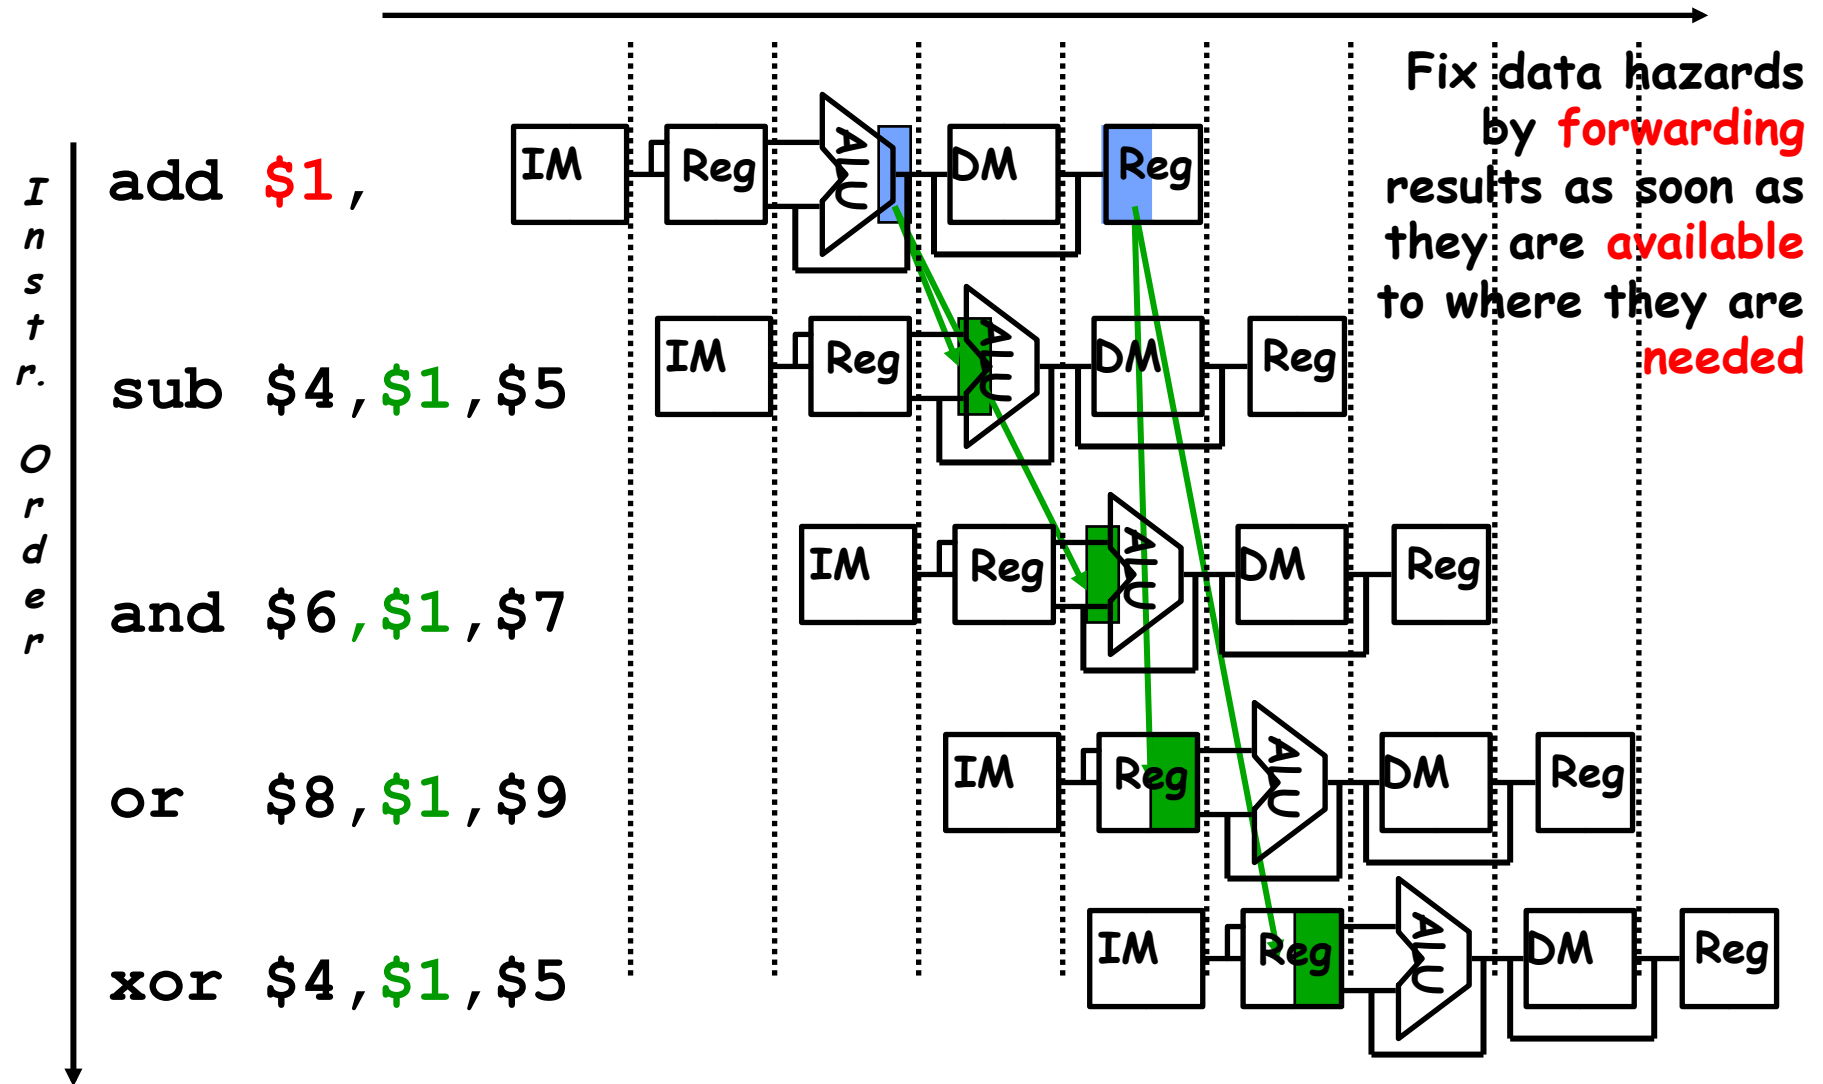 Fix data hazards
by forwarding
results as soon as
they are available
to where they are
needed
Instr. Order
add $1,
IM Reg ALU DM Reg
sub $4,$1,$5
IM Reg ALU DM Reg
and $6,$1,$7
IM Reg ALU DM Reg
or $8,$1,$9
IM Reg ALU DM Reg
xor $4,$1,$5
IM Reg ALU DM Reg